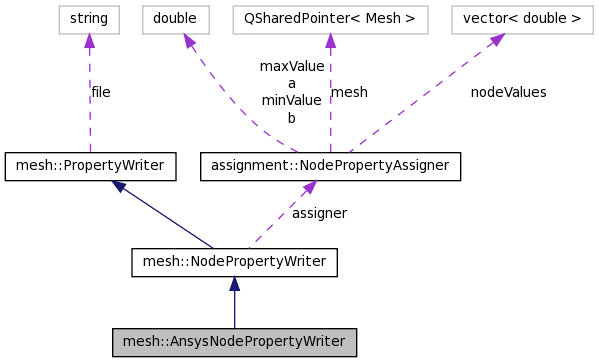 string
double
QSharedPointer< Mesh >
vector< double >
file
maxValue
a
minValue
b
mesh
nodeValues
mesh::PropertyWriter
assignment::NodePropertyAssigner
assigner
mesh::NodePropertyWriter
mesh::AnsysNodePropertyWriter